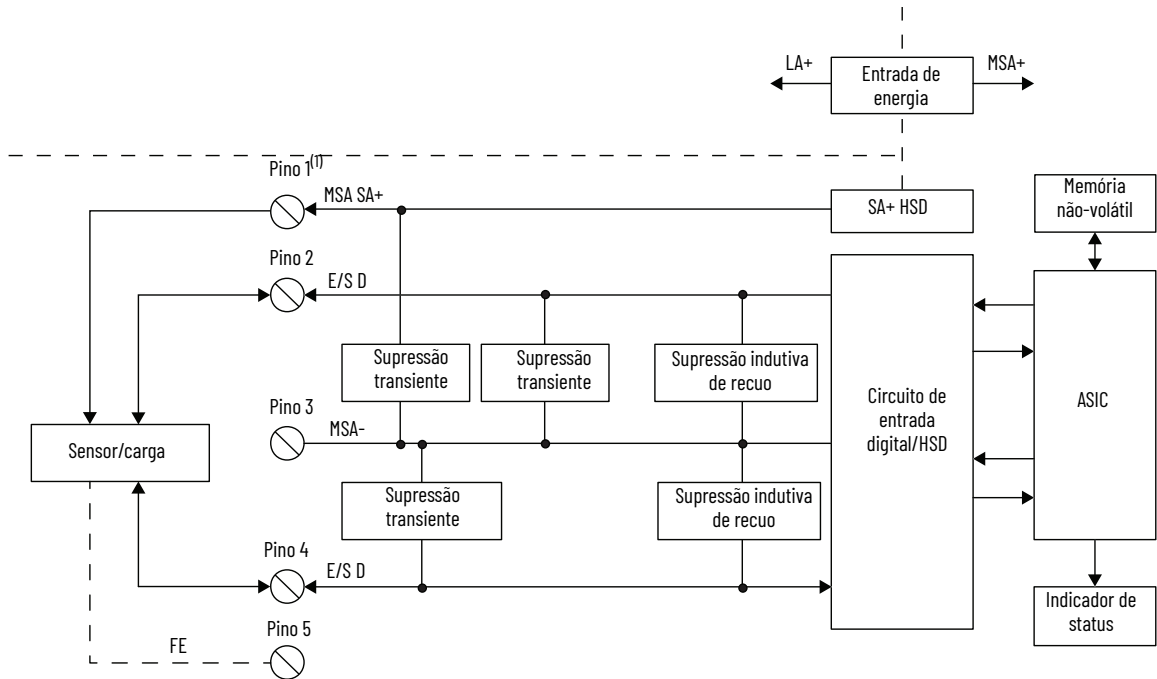 LA+
Entrada de
energia
MSA+
Pino 1(1)
MSA SA+
SA+ HSD
Memória
não-volátil
Pino 2
E/S D
Supressão
transiente
Supressão
transiente
Supressão indutiva
de recuo
Circuito de
entrada
digital/HSD
ASIC
Pino 3
MSA-
Sensor/carga
Supressão
transiente
Supressão indutiva
de recuo
Pino 4
E/S D
Indicador de
status
Pino 5
FE